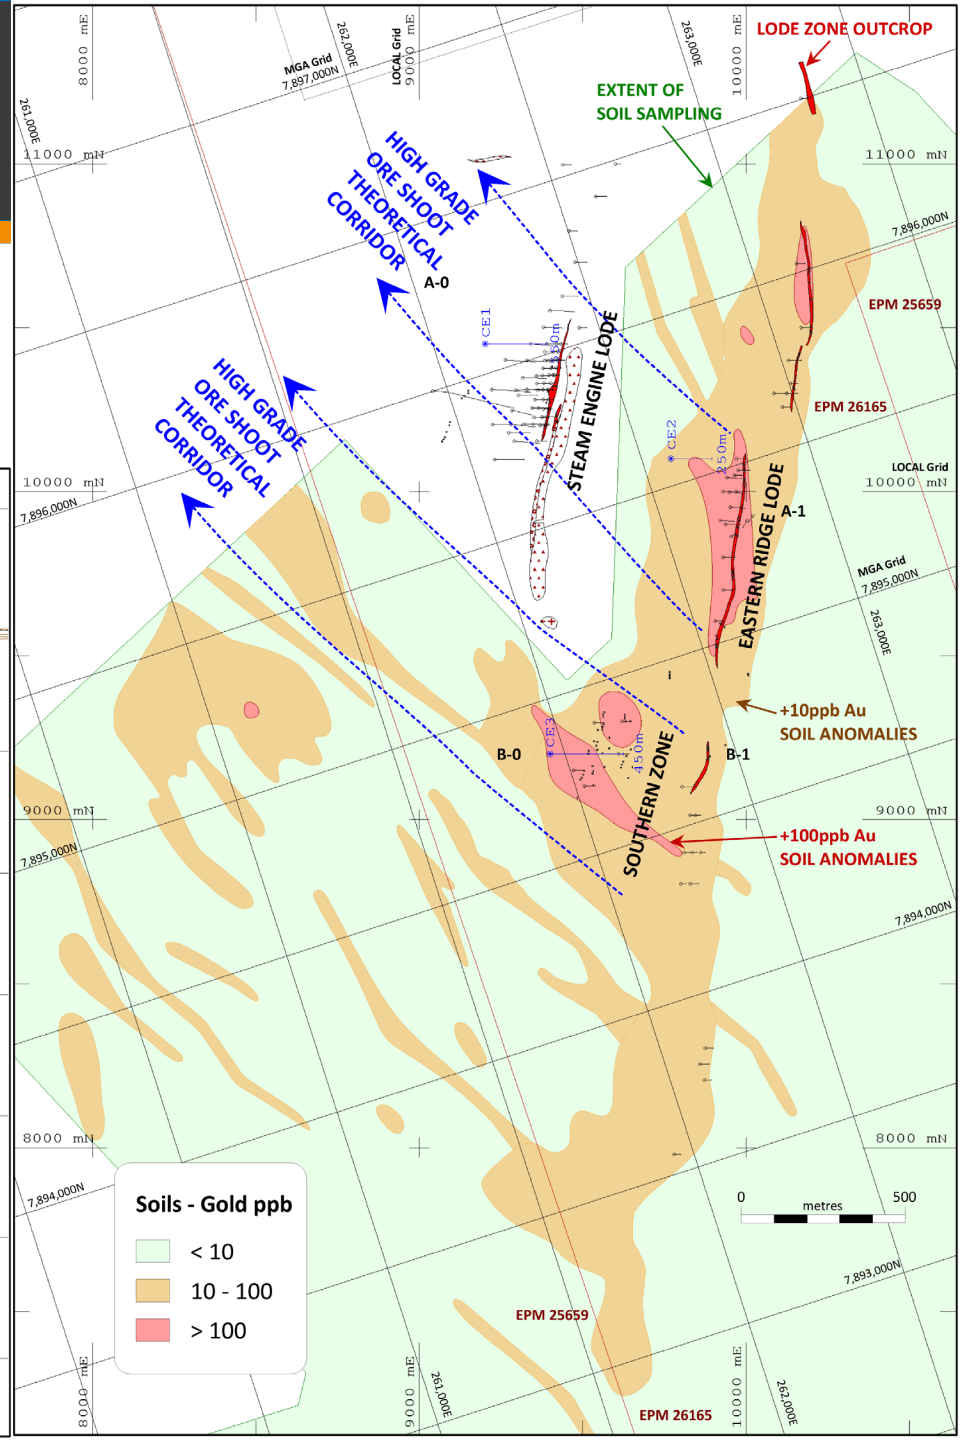 8000 mE
262,000E
LOCAL Grid
9000 mE
263,000E
10000 mE
LODE ZONE OUTCROP
MGA Grid
7,897,000N
261,000E
EXTENT OF
SOIL SAMPLING
11000 mN
11000 mN
HIGH GRADE
ORE SHOOT
THEORETICAL
CORRIDOR
7,896,000N
A-0
EPM 25659
CE1
50m
STEAM ENGINE LODE
HIGH GRADE
ORE SHOOT
THEORETICAL
CORRIDOR
EPM 26165
CE2
250m
LOCAL Grid
10000 mN
10000 mN
7,896,000N
A-1
EASTERN RIDGE LODE
MGA Grid
7,895,000N
263,000E
+10ppb Au
SOIL ANOMALIES
CE3
450m
B-0
B-1
SOUTHERN ZONE
9000 mN
9000 mN
+100ppb Au
SOIL ANOMALIES
7,895,000N
7,894,000N
8000 mN
8000 mN
7,894,000N
Soils - Gold ppb
< 10
10 - 100
> 100
0
500
metres
7,893,000N
EPM 25659
8000 mE
9000 mE
261,000E
10000 mE
262,000E
EPM 26165